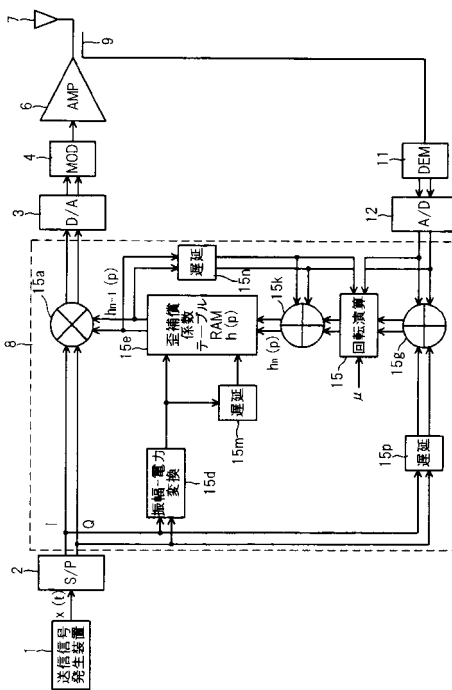 7
9
6
AMP
4
MOD
3
D/A
11
DEM
12
A/D
8
15a
hn-1(p)
遅延
15n
15e
歪補償
係数
テーブル
RAM
h(p)
15k
hn(p)
15
回転演算
μ
15g
遅延
15m
振幅-電力
変換
15d
15p
遅延
I
Q
2
S/P
x(t)
1
送信信号
発生装置